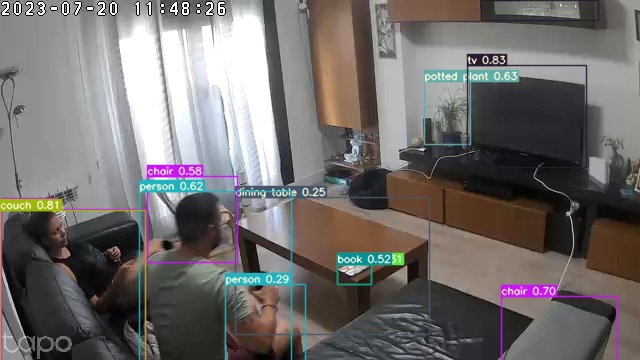 2023-07-20 11:48:26
tv 0.83
potted plant 0.63
chair 0.58
person 0.62
dining table 0.25
couch 0.81
book 0.52
31
person 0.29
chair 0.70
tapo